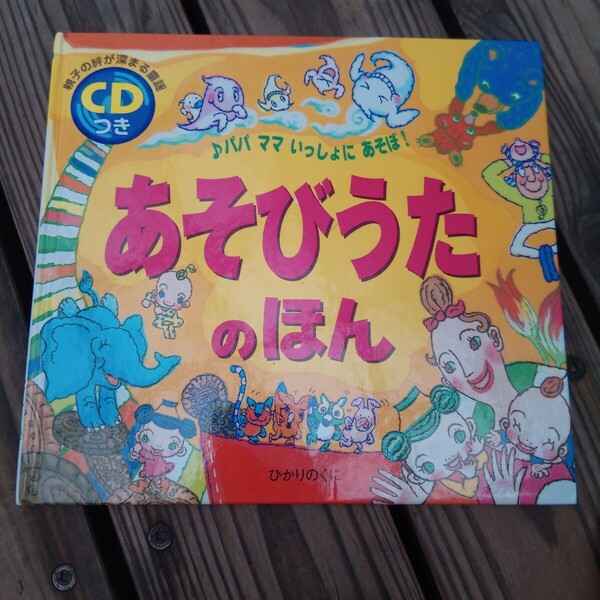 親子の絆が深まる童謡
CD
つき
♪パパ ママ いっしょに あそぼ!
あそびうた
のほん
ひかりのくに